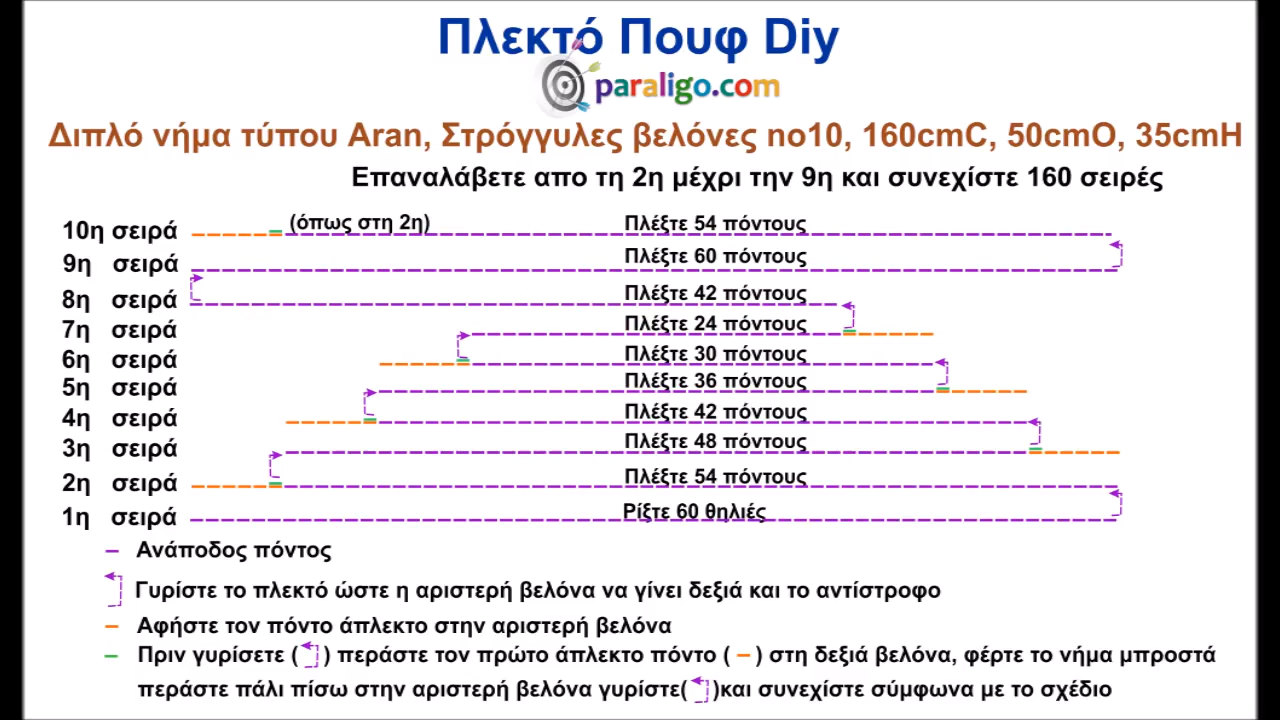 Πλεκτό Πουφ Diy
paraligo.com
Διπλό νήμα τύπου Aran, Στρόγγυλες βελόνες no10, 160cmC, 50cmO, 35cmH
Επαναλάβετε απο τη 2η μέχρι την 9η και συνεχίστε 160 σειρές
10η σειρά (όπως στη 2η) Πλέξτε 54 πόντους
9η σειρά Πλέξτε 60 πόντους
8η σειρά Πλέξτε 42 πόντους
7η σειρά Πλέξτε 24 πόντους
6η σειρά Πλέξτε 30 πόντους
5η σειρά Πλέξτε 36 πόντους
4η σειρά Πλέξτε 42 πόντους
3η σειρά Πλέξτε 48 πόντους
2η σειρά Πλέξτε 54 πόντους
1η σειρά Ρίξτε 60 θηλιές
Ανάποδος πόντος
Γυρίστε το πλεκτό ώστε η αριστερή βελόνα να γίνει δεξιά και το αντίστροφο
Αφήστε τον πόντο άπλεκτο στην αριστερή βελόνα
Πριν γυρίσετε ( ) περάστε τον πρώτο άπλεκτο πόντο ( – ) στη δεξιά βελόνα, φέρτε το νήμα μπροστά
περάστε πάλι πίσω στην αριστερή βελόνα γυρίστε( )και συνεχίστε σύμφωνα με το σχέδιο